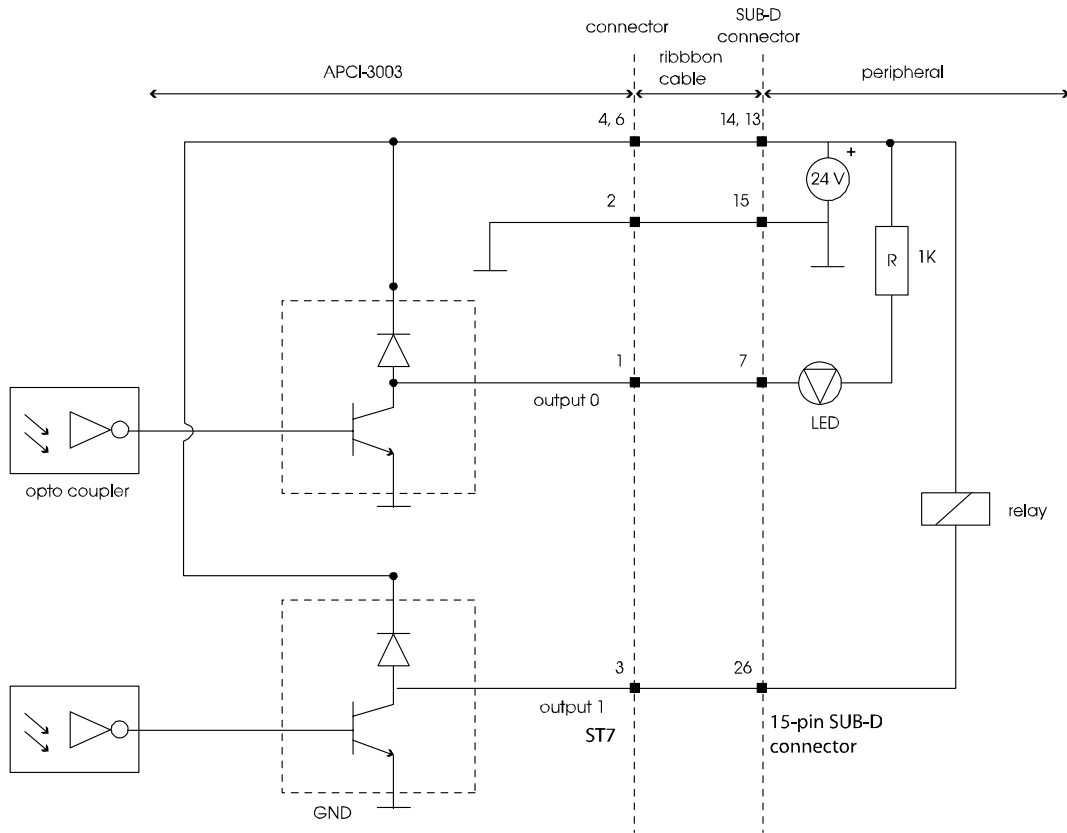 connector
SUB-D
connector
APCI-3003
ribbbon
cable
peripheral
4, 6
14, 13
+
24 V
2
15
R
1K
1
7
output 0
LED
opto coupler
relay
3
26
output 1
ST7
15-pin SUB-D
connector
GND